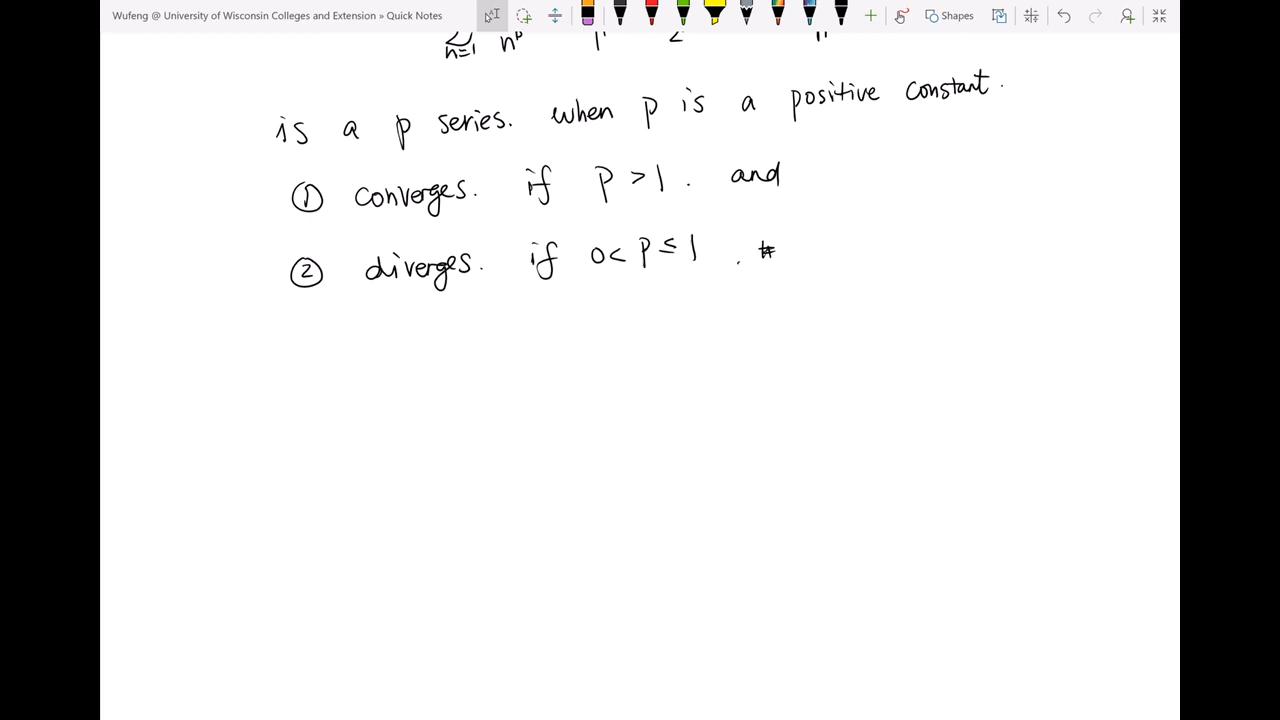 Wufeng @ University of Wisconsin Colleges and Extension » Quick Notes
Shapes
n=1 n^p
is a p series. when p is a positive constant.
① converges. if p > 1. and
② diverges. if 0 < p ≤ 1.